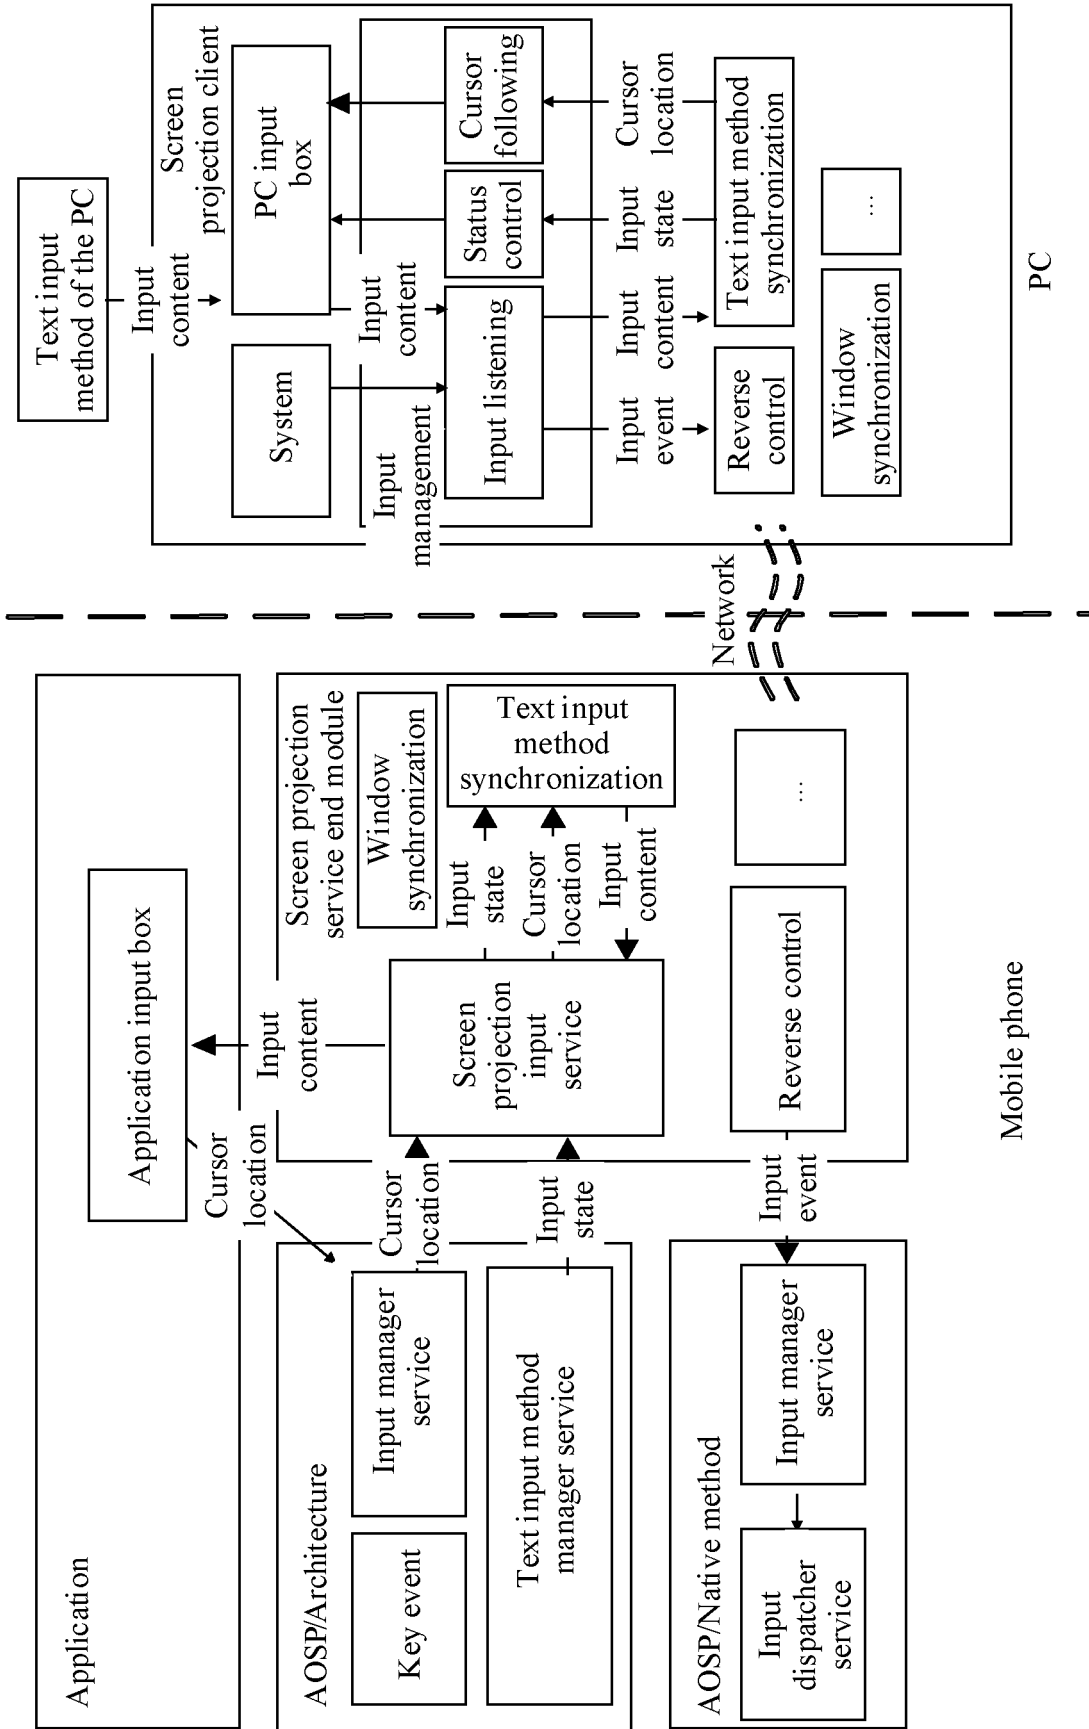 Application
Application input box
Cursor
location
Input
content
AOSP/Architecture
Key event
Input manager
service
Cursor
location
Text input method
manager service
Input
state
Screen projection
service end module
Window
synchronization
Screen
projection
input
service
Input
state
Cursor
location
Input
content
Text input
method
synchronization
AOSP/Native method
Input
dispatcher
service
Input manager
service
Input
event
Reverse control
...
Mobile phone
Network
Text input
method of the PC
Input
content
Screen
projection client
System
PC input
box
Input
management
Input
content
Input listening
Status
control
Cursor
following
Input
event
Input
content
Input
state
Cursor
location
Reverse
control
Text input method
synchronization
Window
synchronization
...
PC